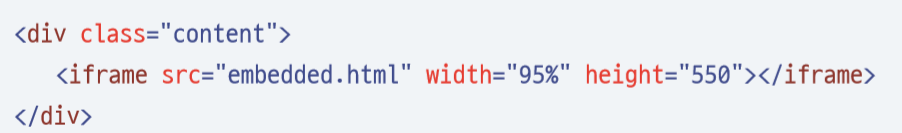 <div class="content">
<iframe src="embedded.html" width="95%" height="550"></iframe>
</div>